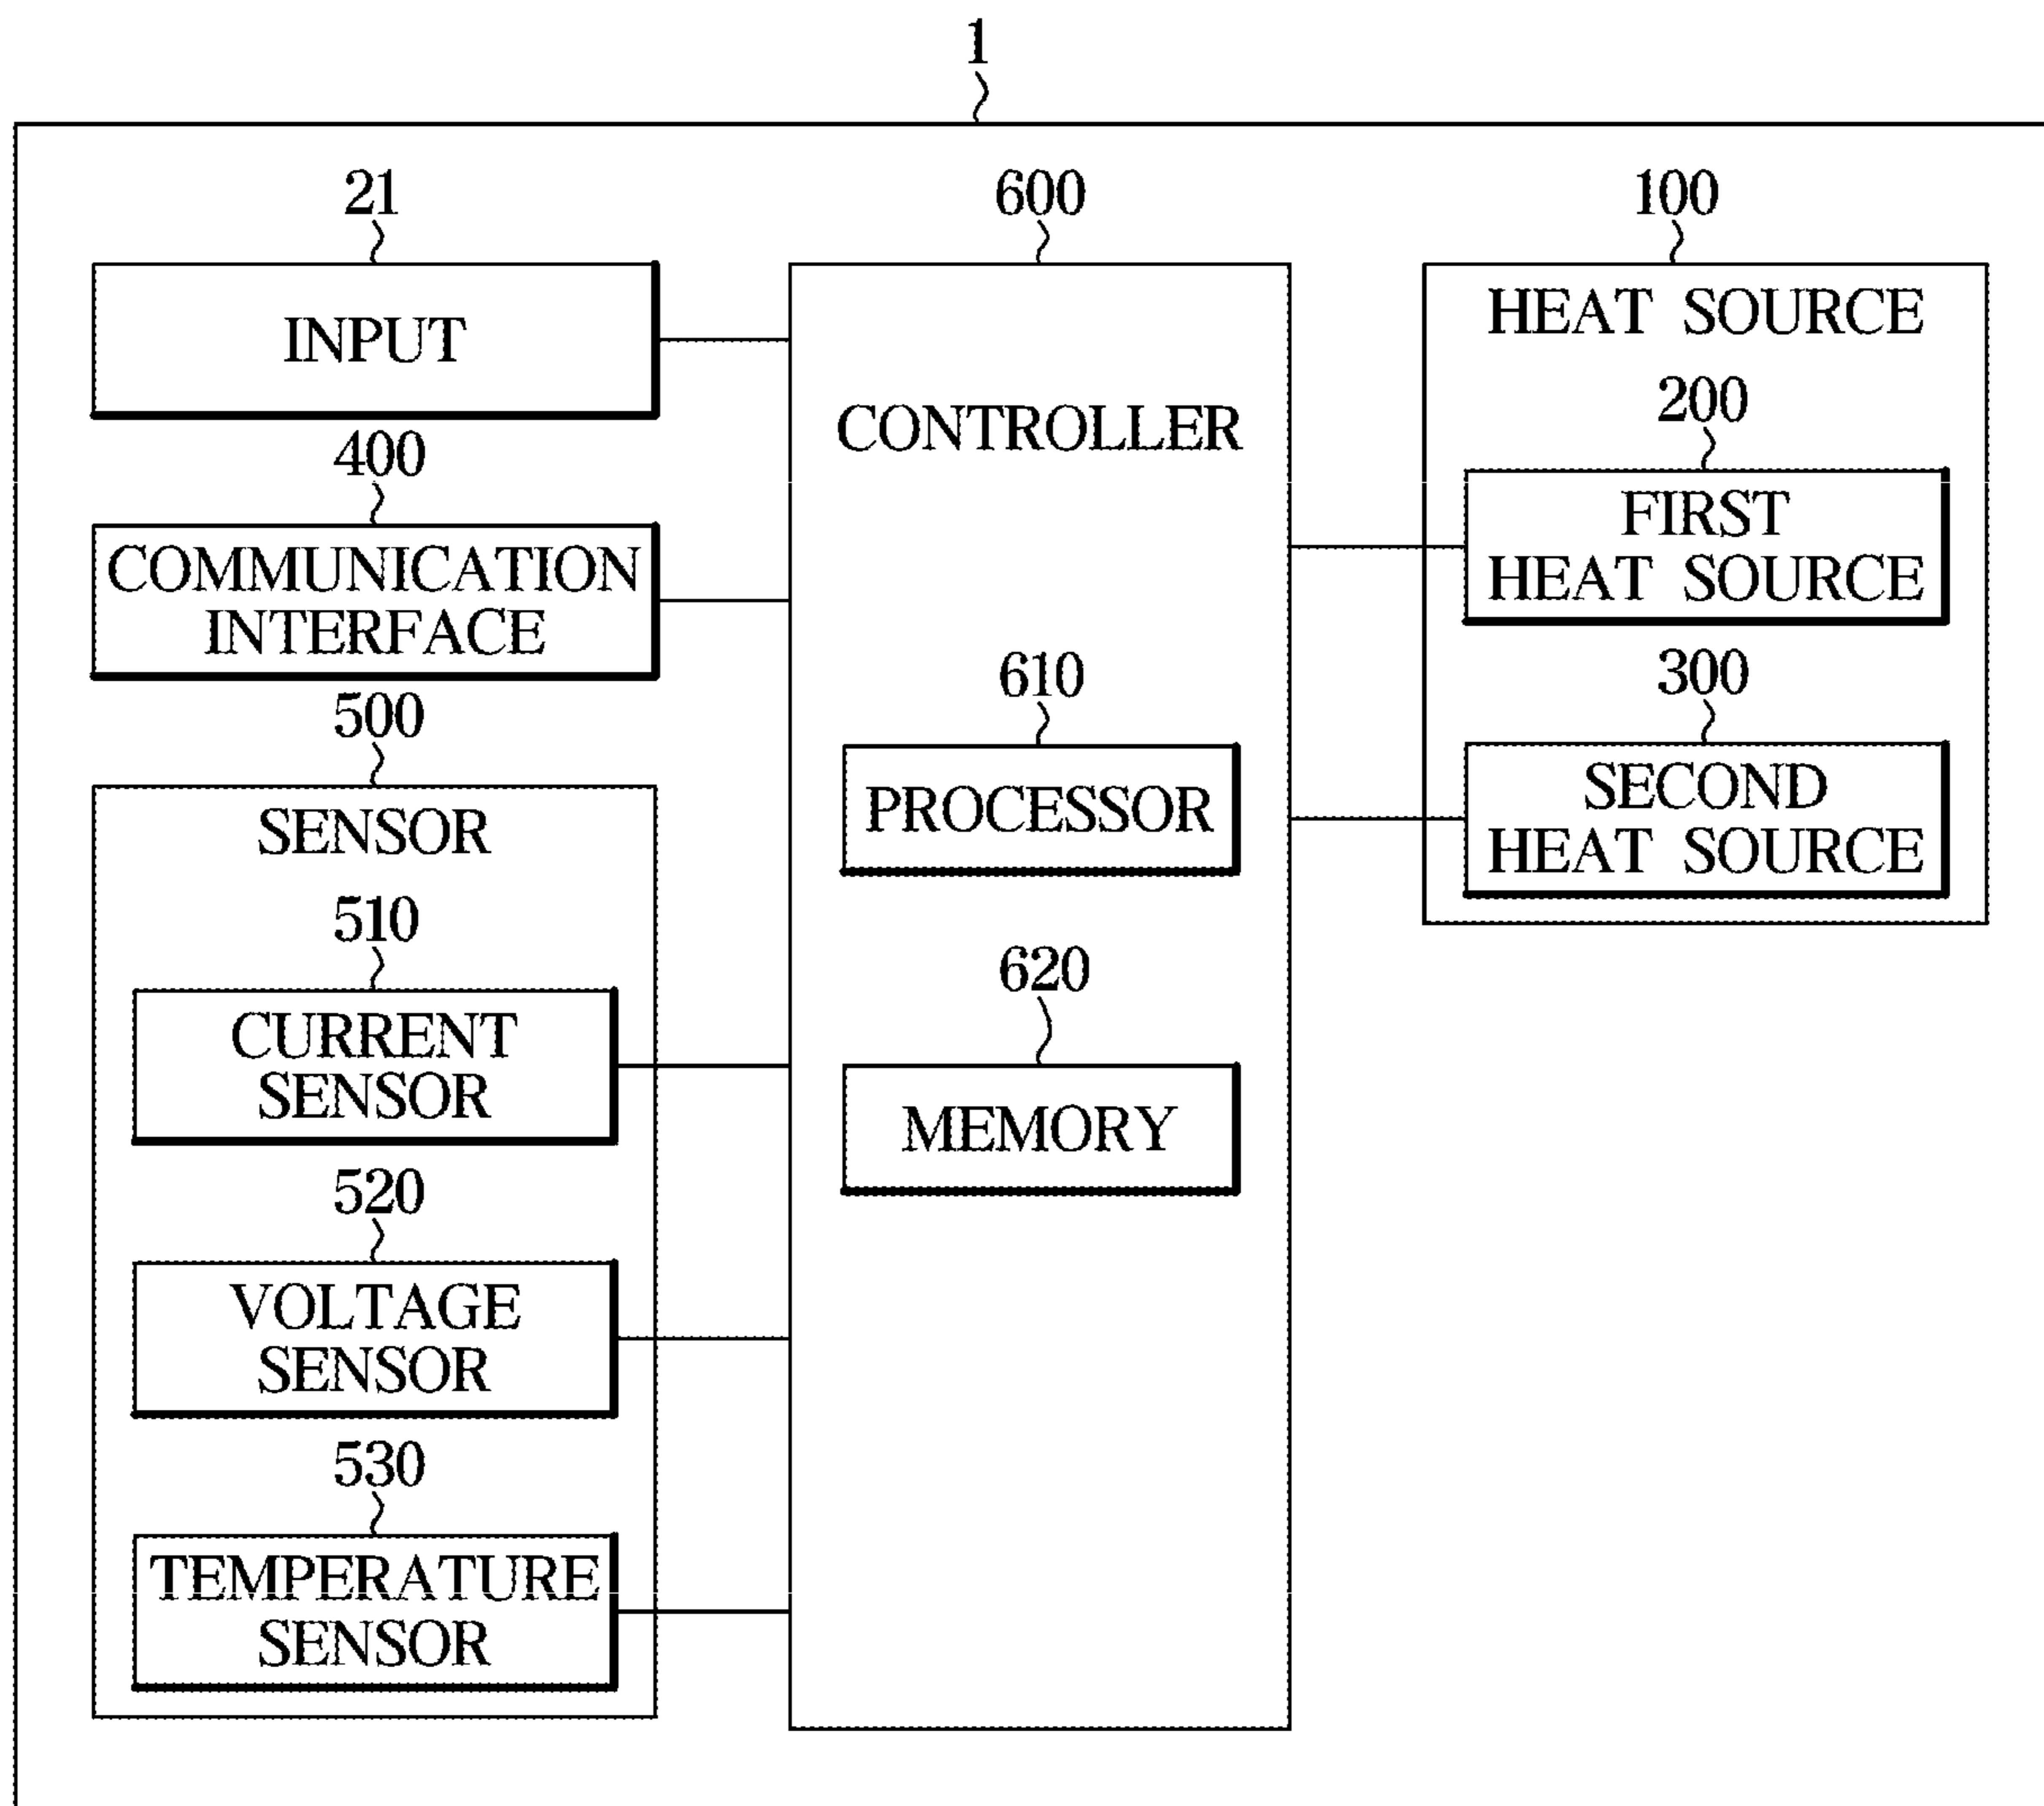 1
21
INPUT
400
COMMUNICATION
INTERFACE
500
SENSOR
510
CURRENT
SENSOR
520
VOLTAGE
SENSOR
530
TEMPERATURE
SENSOR
600
CONTROLLER
610
PROCESSOR
620
MEMORY
100
HEAT SOURCE
200
FIRST
HEAT SOURCE
300
SECOND
HEAT SOURCE